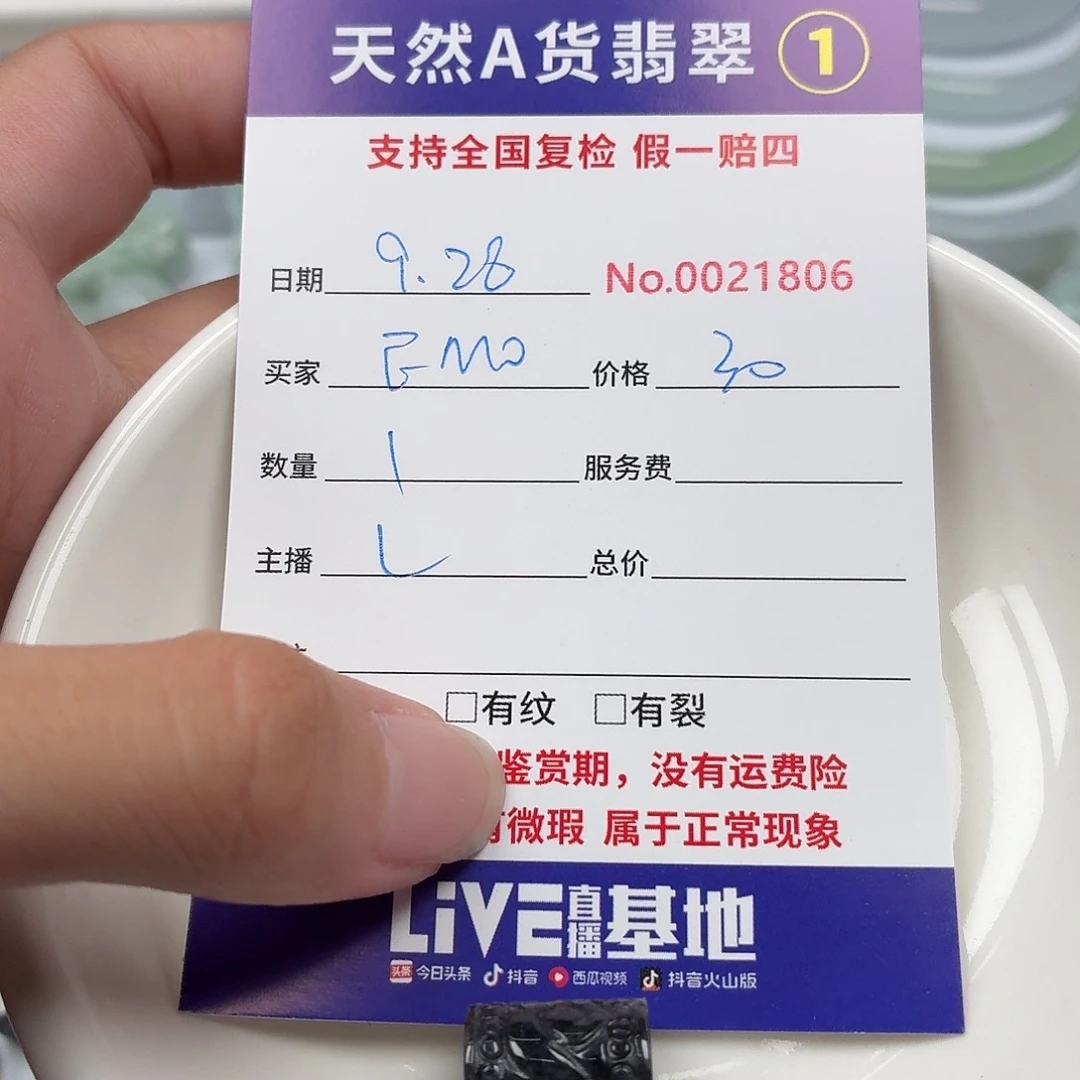 天然A货翡翠 ①
支持全国复检 假一赔四
日期 9.28 No.0021806
买家 EMO 价格 30
数量 1 服务费
主播 L 总价
□有纹 □有裂
鉴赏期，没有运费险
有微瑕 属于正常现象
LiVE直播基地
头条 今日头条 抖音 西瓜视频 抖音火山版